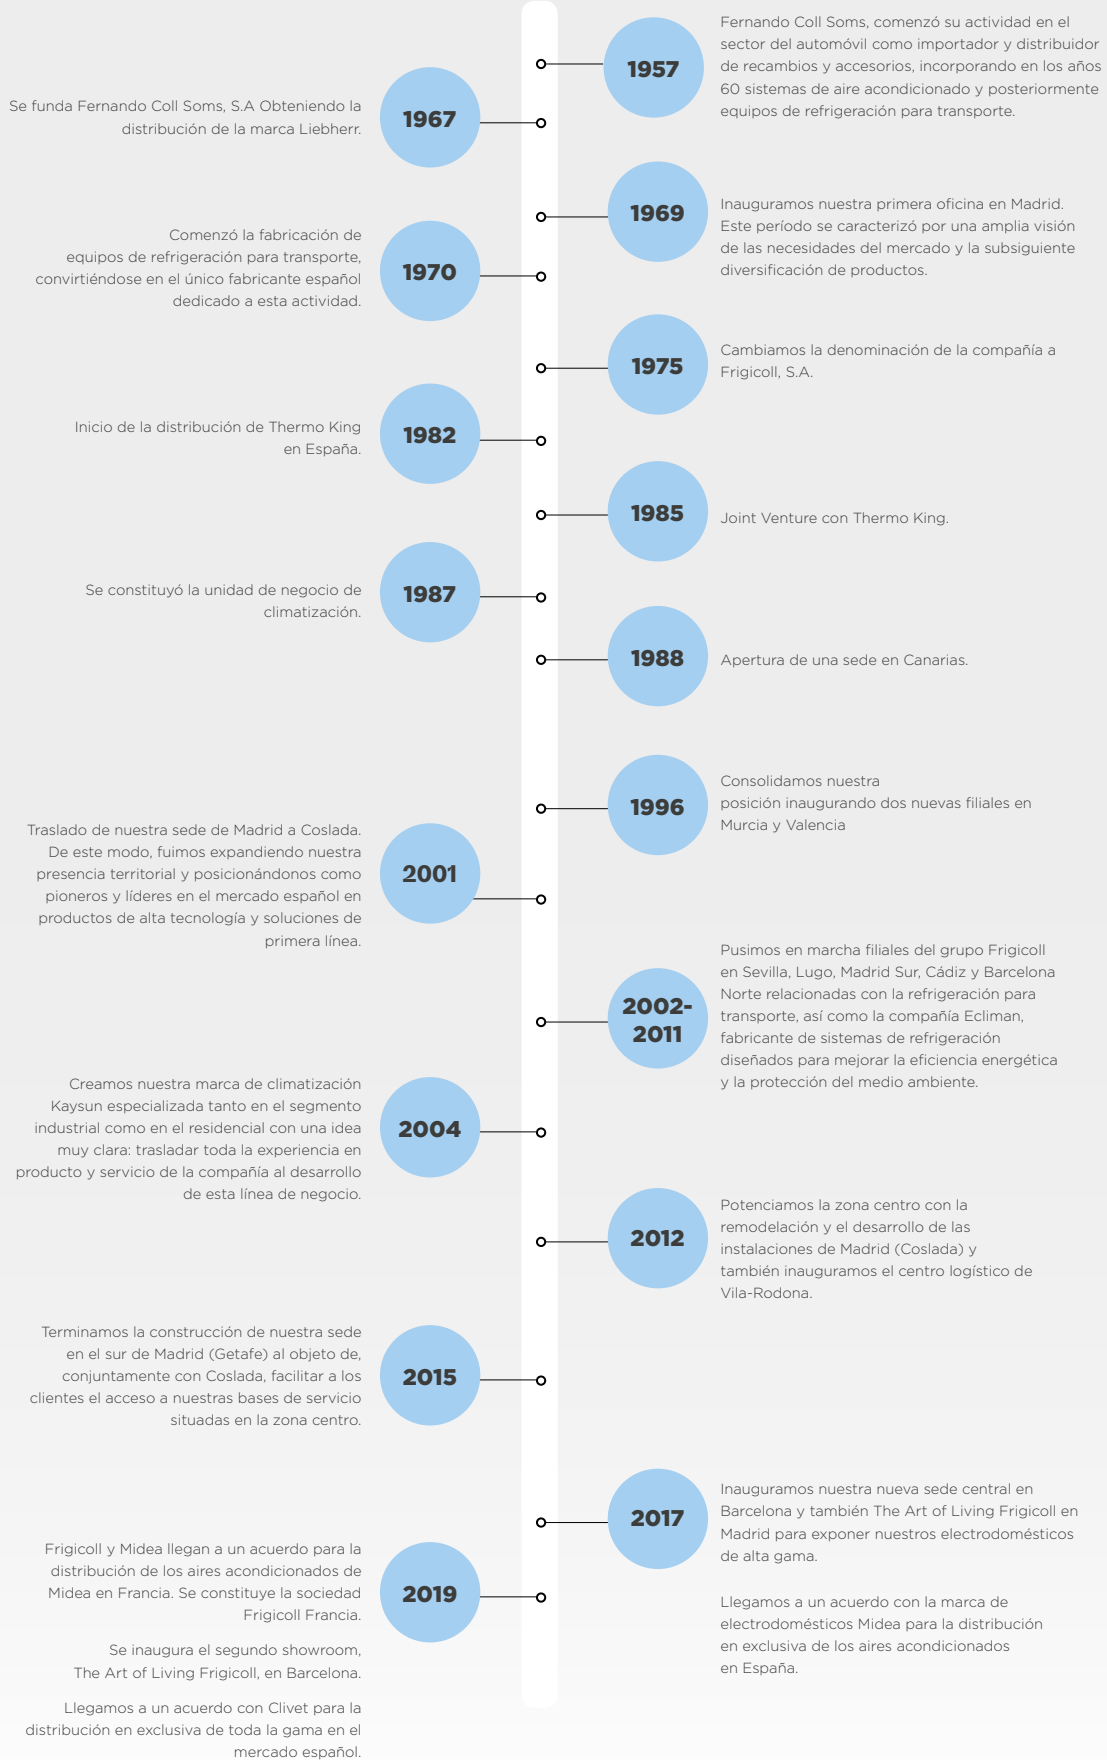 1957
Fernando Coll Soms, comenzó su actividad en el
sector del automóvil como importador y distribuidor
de recambios y accesorios, incorporando en los años
60 sistemas de aire acondicionado y posteriormente
equipos de refrigeración para transporte.
1967
Se funda Fernando Coll Soms, S.A Obteniendo la
distribución de la marca Liebherr.
1969
Inauguramos nuestra primera oficina en Madrid.
Este período se caracterizó por una amplia visión
de las necesidades del mercado y la subsiguiente
diversificación de productos.
1970
Comenzó la fabricación de
equipos de refrigeración para transporte,
convirtiéndose en el único fabricante español
dedicado a esta actividad.
1975
Cambiamos la denominación de la compañía a
Frigicoll, S.A.
1982
Inicio de la distribución de Thermo King
en España.
1985
Joint Venture con Thermo King.
1987
Se constituyó la unidad de negocio de
climatización.
1988
Apertura de una sede en Canarias.
1996
Consolidamos nuestra
posición inaugurando dos nuevas filiales en
Murcia y Valencia
2001
Traslado de nuestra sede de Madrid a Coslada.
De este modo, fuimos expandiendo nuestra
presencia territorial y posicionándonos como
pioneros y líderes en el mercado español en
productos de alta tecnología y soluciones de
primera línea.
2002-
2011
Pusimos en marcha filiales del grupo Frigicoll
en Sevilla, Lugo, Madrid Sur, Cádiz y Barcelona
Norte relacionadas con la refrigeración para
transporte, así como la compañía Ecliman,
fabricante de sistemas de refrigeración
diseñados para mejorar la eficiencia energética
y la protección del medio ambiente.
2004
Creamos nuestra marca de climatización
Kaysun especializada tanto en el segmento
industrial como en el residencial con una idea
muy clara: trasladar toda la experiencia en
producto y servicio de la compañía al desarrollo
de esta línea de negocio.
2012
Potenciamos la zona centro con la
remodelación y el desarrollo de las
instalaciones de Madrid (Coslada) y
también inauguramos el centro logístico de
Vila-Rodona.
2015
Terminamos la construcción de nuestra sede
en el sur de Madrid (Getafe) al objeto de,
conjuntamente con Coslada, facilitar a los
clientes el acceso a nuestras bases de servicio
situadas en la zona centro.
2017
Inauguramos nuestra nueva sede central en
Barcelona y también The Art of Living Frigicoll en
Madrid para exponer nuestros electrodomésticos
de alta gama.
Llegamos a un acuerdo con la marca de
electrodomésticos Midea para la distribución
en exclusiva de los aires acondicionados
en España.
2019
Frigicoll y Midea llegan a un acuerdo para la
distribución de los aires acondicionados de
Midea en Francia. Se constituye la sociedad
Frigicoll Francia.
Se inaugura el segundo showroom,
The Art of Living Frigicoll, en Barcelona.
Llegamos a un acuerdo con Clivet para la
distribución en exclusiva de toda la gama en el
mercado español.